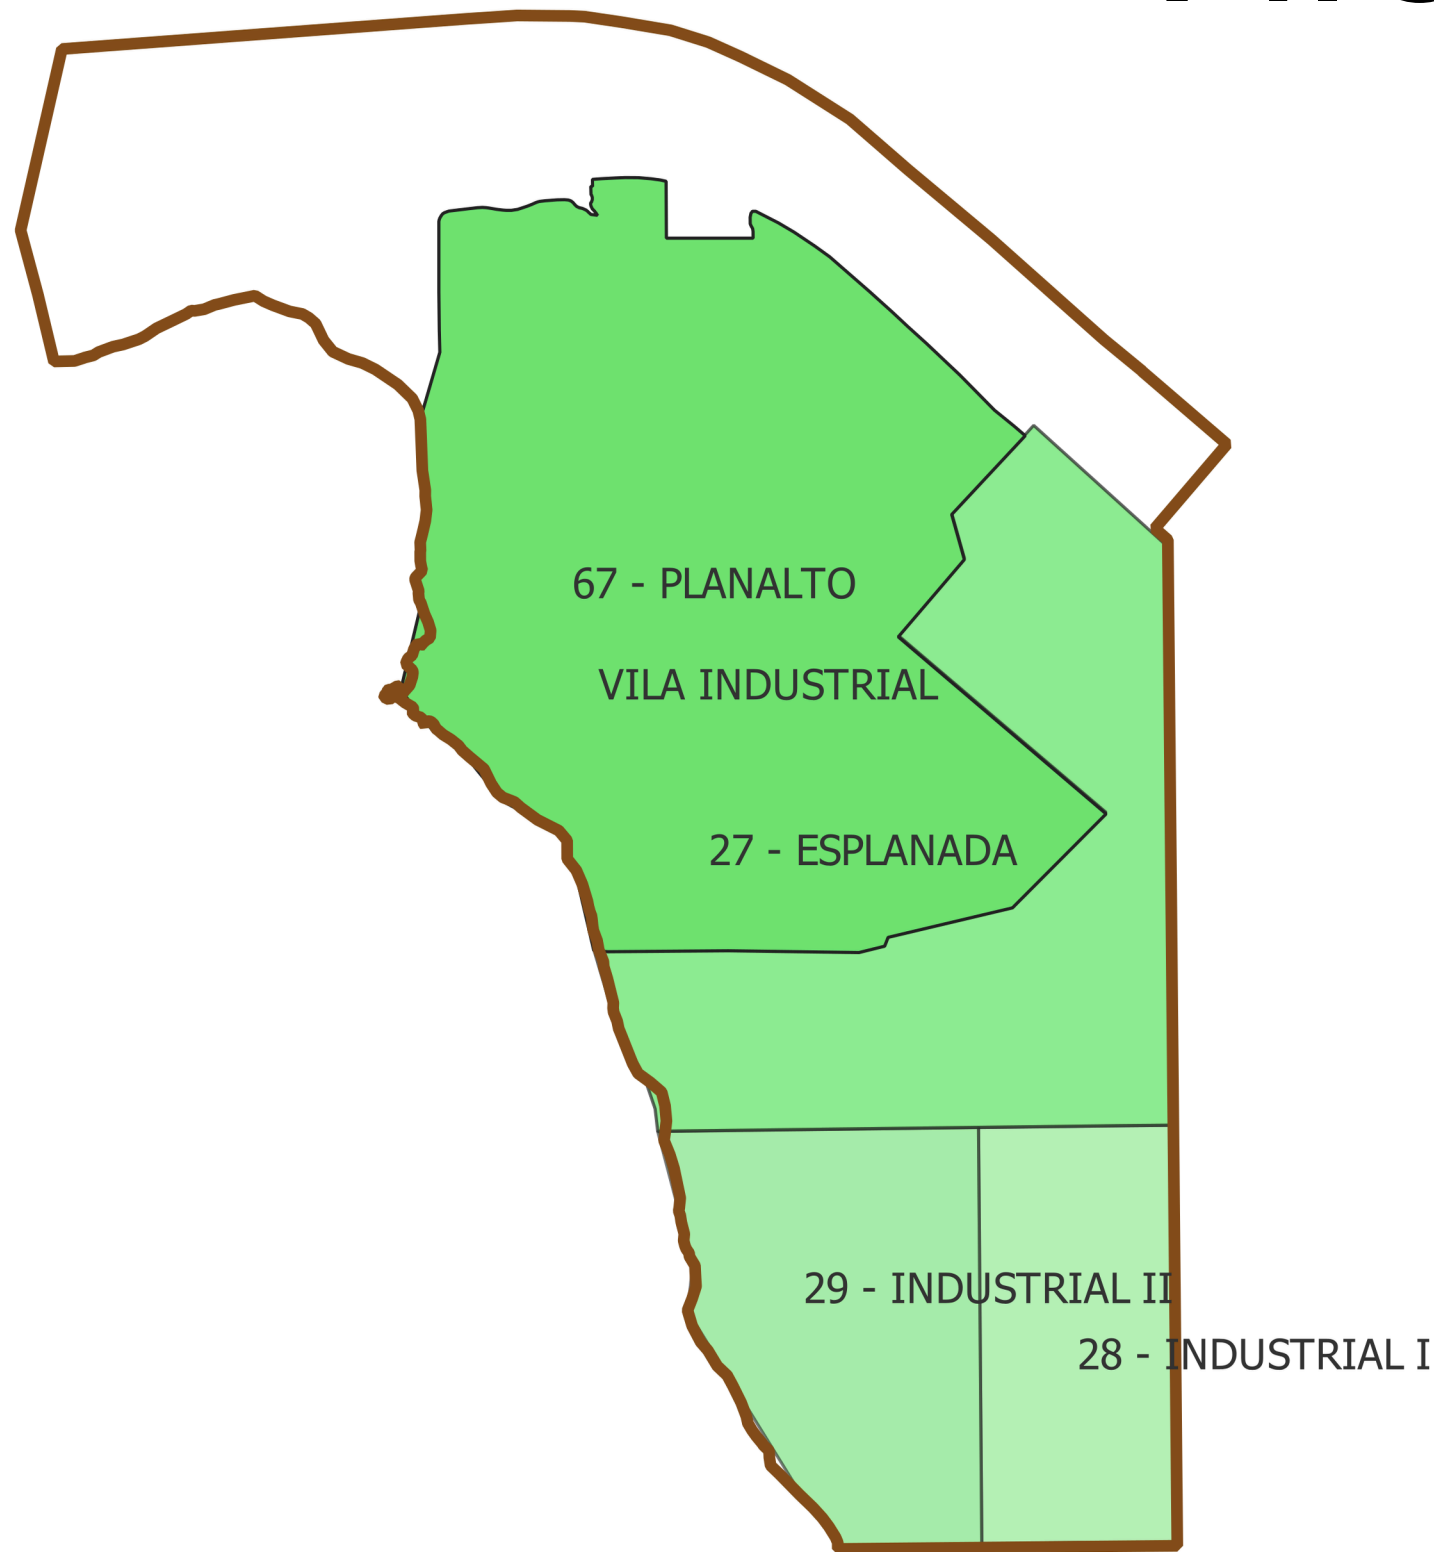 67 - PLANALTO
VILA INDUSTRIAL
27 - ESPLANADA
29 - INDUSTRIAL II
28 - INDUSTRIAL I